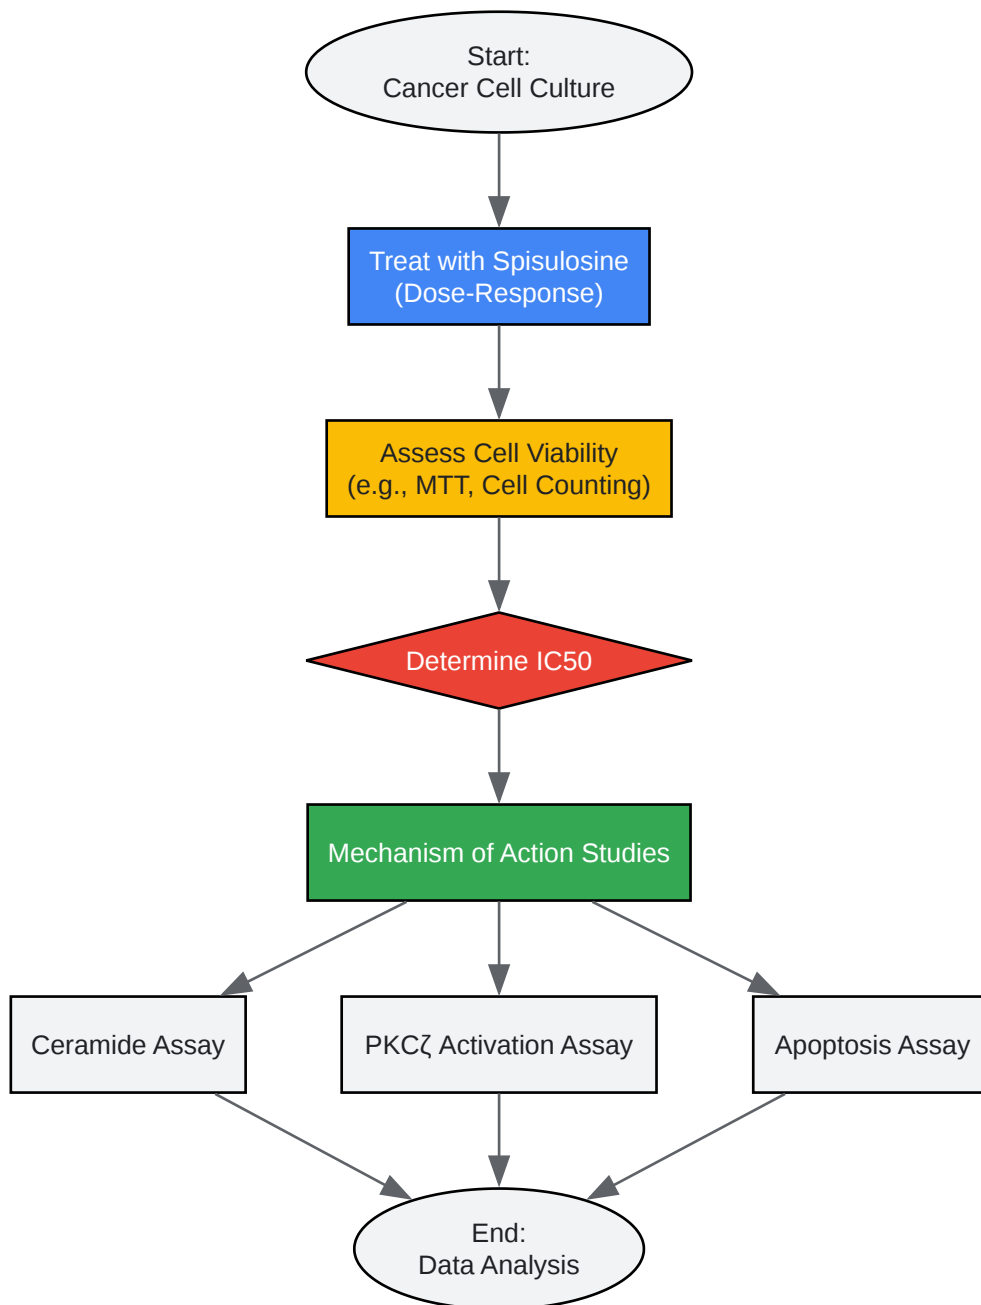 Start:
Cancer Cell Culture
Treat with Spisulosine
(Dose-Response)
Assess Cell Viability
(e.g., MTT, Cell Counting)
Determine IC50
Mechanism of Action Studies
Ceramide Assay
PKCζ Activation Assay
Apoptosis Assay
End:
Data Analysis